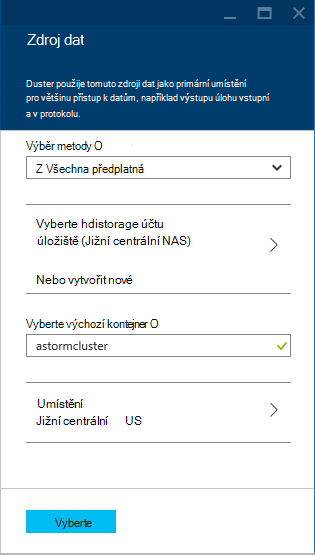 Zdroj dat
Duster použije tomuto zdroji dat jako primární umístění
pro většinu přístup k datům, například výstupu úlohu vstupní
a v protokolu.
Výběr metody O
Z Všechna předplatná
Vyberte hdistorage účtu
úložiště (Jižní centrální NAS)
Nebo vytvořit nové
Vyberte výchozí kontejner O
astormcluster
Umístění
Jižní centrální US
Vyberte